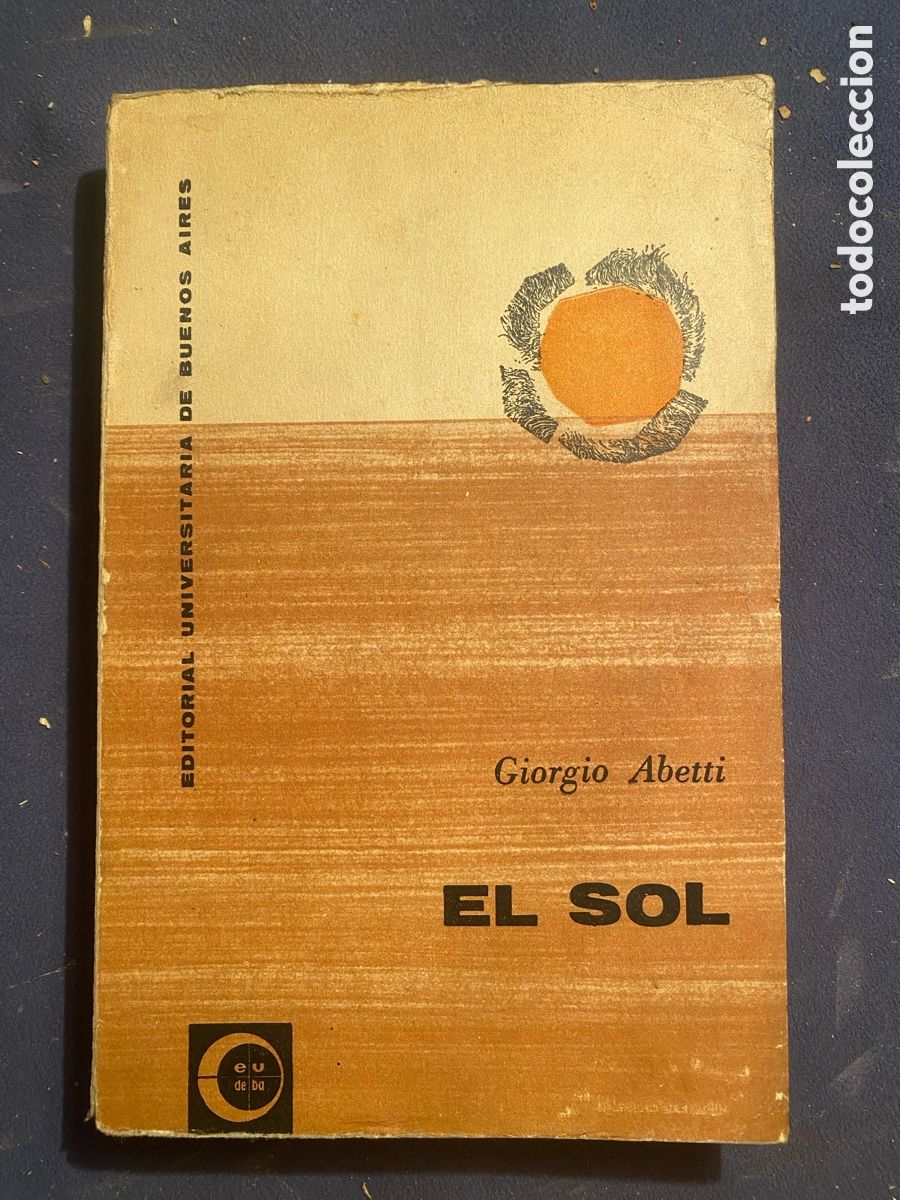 todocoleccion
EDITORIAL UNIVERSITARIA DE BUENOS AIRES
Giorgio Abetti
EL SOL
eu
de ba